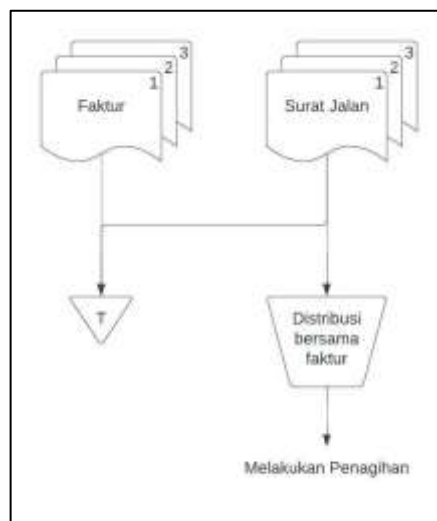 3
2
1
Faktur
3
2
1
Surat Jalan
T
Distribusi
bersama
faktur
Melakukan Penagihan